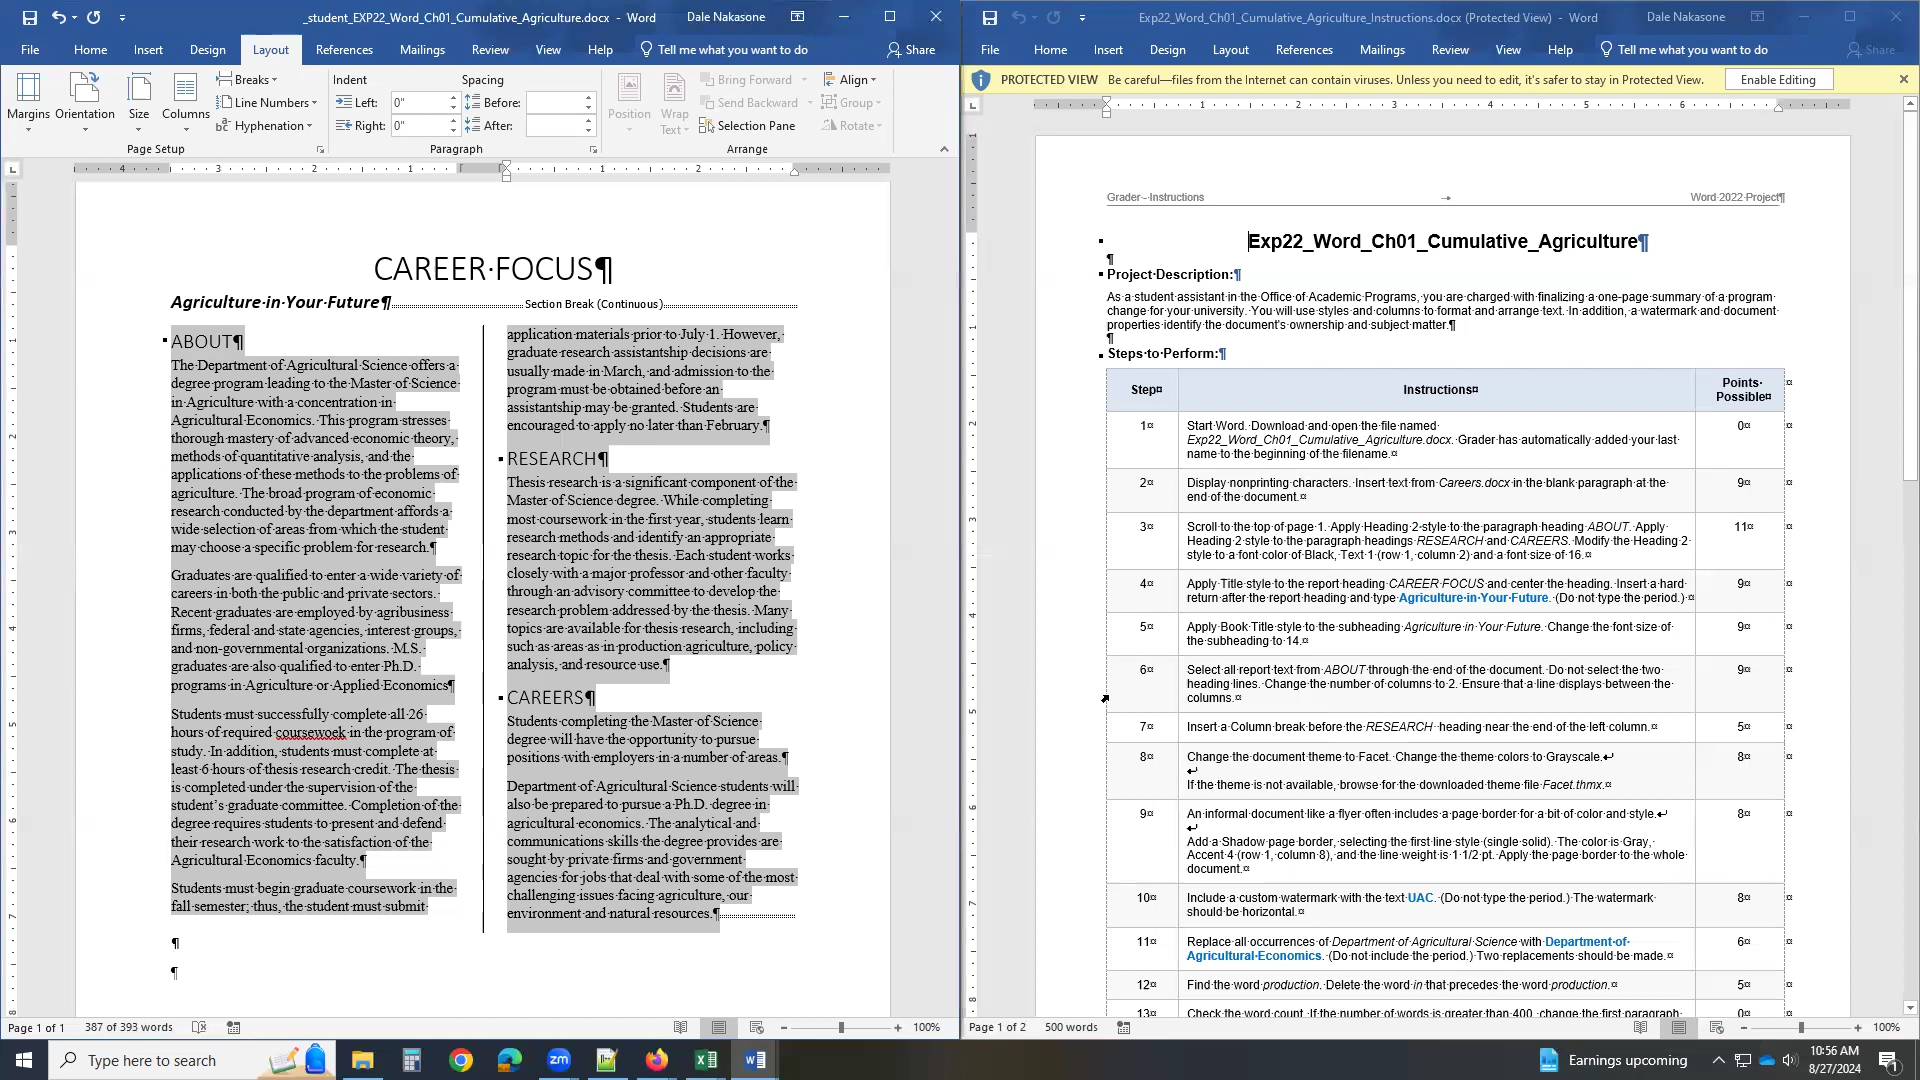 _student_EXP22_Word_Ch01_Cumulative_Agriculture.docx - Word
Dale Nakasone
File Home Insert Design Layout References Mailings Review View Help Tell me what you want to do Share
Margins
Orientation
Size
Columns
Breaks
Line Numbers
Hyphenation
Page Setup
Indent
Left: 0"
Right: 0"
Spacing
Before:
After:
Paragraph
Position
Wrap
Text
Bring Forward
Send Backward
Selection Pane
Align
Group
Rotate
Arrange
CAREER·FOCUS¶
Agriculture·in·Your·Future¶
Section Break (Continuous)
ABOUT¶
The·Department·of·Agricultural·Science·offers·a·
degree·program·leading·to·the·Master·of·Science·
in·Agriculture·with·a·concentration·in·
Agricultural·Economics.·This·program·stresses·
thorough·mastery·of·advanced·economic·theory,·
methods·of·quantitative·analysis,·and·the·
applications·of·these·methods·to·the·problems·of·
agriculture.·The·broad·program·of·economic·
research·conducted·by·the·department·affords·a·
wide·selection·of·areas·from·which·the·student·
may·choose·a·specific·problem·for·research.¶
Graduates·are·qualified·to·enter·a·wide·variety·of·
careers·in·both·the·public·and·private·sectors.·
Recent·graduates·are·employed·by·agribusiness·
firms,·federal·and·state·agencies,·interest·groups,·
and·non-governmental·organizations.·M.S.·
graduates·are·also·qualified·to·enter·Ph.D.·
programs·in·Agriculture·or·Applied·Economics¶
Students·must·successfully·complete·all·26·
hours·of·required·coursewoek·in·the·program·of·
study.·In·addition,·students·must·complete·at·
least·6·hours·of·thesis·research·credit.·The·thesis·
is·completed·under·the·supervision·of·the·
student's·graduate·committee.·Completion·of·the·
degree·requires·students·to·present·and·defend·
their·research·work·to·the·satisfaction·of·the·
Agricultural·Economics·faculty.¶
Students·must·begin·graduate·coursework·in·the·
fall·semester;·thus,·the·student·must·submit·
application·materials·prior·to·July·1.·However,·
graduate·research·assistantship·decisions·are·
usually·made·in·March,·and·admission·to·the·
program·must·be·obtained·before·an·
assistantship·may·be·granted.·Students·are·
encouraged·to·apply·no·later·than·February.¶
RESEARCH¶
Thesis·research·is·a·significant·component·of·the·
Master·of·Science·degree.·While·completing·
most·coursework·in·the·first·year,·students·learn·
research·methods·and·identify·an·appropriate·
research·topic·for·the·thesis.·Each·student·works·
closely·with·a·major·professor·and·other·faculty·
through·an·advisory·committee·to·develop·the·
research·problem·addressed·by·the·thesis.·Many·
topics·are·available·for·thesis·research,·including·
such·as·areas·as·in·production·agriculture,·policy·
analysis,·and·resource·use.¶
CAREERS¶
Students·completing·the·Master·of·Science·
degree·will·have·the·opportunity·to·pursue·
positions·with·employers·in·a·number·of·areas.¶
Department·of·Agricultural·Science·students·will·
also·be·prepared·to·pursue·a·Ph.D.·degree·in·
agricultural·economics.·The·analytical·and·
communications·skills·the·degree·provides·are·
sought·by·private·firms·and·government·
agencies·for·jobs·that·deal·with·some·of·the·most·
challenging·issues·facing·agriculture,·our·
environment·and·natural·resources.¶
¶
¶
Page 1 of 1 387 of 393 words 100%
Exp22_Word_Ch01_Cumulative_Agriculture_Instructions.docx (Protected View) - Word
Dale Nakasone
File Home Insert Design Layout References Mailings Review View Help Tell me what you want to do Share
PROTECTED VIEW Be careful—files from the Internet can contain viruses. Unless you need to edit, it's safer to stay in Protected View. Enable Editing
Grader·-·Instructions → Word·2022·Project¶
Exp22_Word_Ch01_Cumulative_Agriculture¶
¶
Project·Description:¶
As·a·student·assistant·in·the·Office·of·Academic·Programs,·you·are·charged·with·finalizing·a·one-page·summary·of·a·program·
change·for·your·university.·You·will·use·styles·and·columns·to·format·and·arrange·text.·In·addition,·a·watermark·and·document·
properties·identify·the·document's·ownership·and·subject·matter.¶
¶
Steps·to·Perform:¶
Step¤ Instructions¤ Points·
Possible¤ ¤
1¤ Start·Word.·Download·and·open·the·file·named·
Exp22_Word_Ch01_Cumulative_Agriculture.docx.·Grader·has·automatically·added·your·last·
name·to·the·beginning·of·the·filename.¤ 0¤ ¤
2¤ Display·nonprinting·characters.·Insert·text·from·Careers.docx·in·the·blank·paragraph·at·the·
end·of·the·document.¤ 9¤ ¤
3¤ Scroll·to·the·top·of·page·1.·Apply·Heading·2·style·to·the·paragraph·heading·ABOUT.·Apply·
Heading·2·style·to·the·paragraph·headings·RESEARCH·and·CAREERS.·Modify·the·Heading·2·
style·to·a·font·color·of·Black,·Text·1·(row·1,·column·2)·and·a·font·size·of·16.¤ 11¤ ¤
4¤ Apply·Title·style·to·the·report·heading·CAREER·FOCUS·and·center·the·heading.·Insert·a·hard·
return·after·the·report·heading·and·type·Agriculture·in·Your·Future.·(Do·not·type·the·period.)·¤ 9¤ ¤
5¤ Apply·Book·Title·style·to·the·subheading·Agriculture·in·Your·Future.·Change·the·font·size·of·
the·subheading·to·14.¤ 9¤ ¤
6¤ Select·all·report·text·from·ABOUT·through·the·end·of·the·document.·Do·not·select·the·two·
heading·lines.·Change·the·number·of·columns·to·2.·Ensure·that·a·line·displays·between·the·
columns.¤ 9¤ ¤
7¤ Insert·a·Column·break·before·the·RESEARCH··heading·near·the·end·of·the·left·column.¤ 5¤ ¤
8¤ Change·the·document·theme·to·Facet.·Change·the·theme·colors·to·Grayscale.↵
↵
If·the·theme·is·not·available,·browse·for·the·downloaded·theme·file·Facet.thmx.¤ 8¤ ¤
9¤ An·informal·document·like·a·flyer·often·includes·a·page·border·for·a·bit·of·color·and·style.↵
↵
Add·a·Shadow·page·border,·selecting·the·first·line·style·(single·solid).·The·color·is·Gray,·
Accent·4·(row·1,·column·8),·and·the·line·weight·is·1·1/2·pt.·Apply·the·page·border·to·the·whole·
document.¤ 8¤ ¤
10¤ Include·a·custom·watermark·with·the·text·UAC.·(Do·not·type·the·period.)·The·watermark·
should·be·horizontal.¤ 8¤ ¤
11¤ Replace·all·occurrences·of·Department·of·Agricultural·Science·with·Department·of·
Agricultural·Economics.·(Do·not·include·the·period.)·Two·replacements·should·be·made.¤ 6¤ ¤
12¤ Find·the·word·production.·Delete·the·word·in·that·precedes·the·word·production.¤ 5¤ ¤
13¤ Check·the·word·count.·If·the·number·of·words·is·greater·than·400,·change·the·first·paragraph· 0¤ ¤
Page 1 of 2 500 words 100%
Type here to search
Earnings upcoming
10:56 AM
8/27/2024